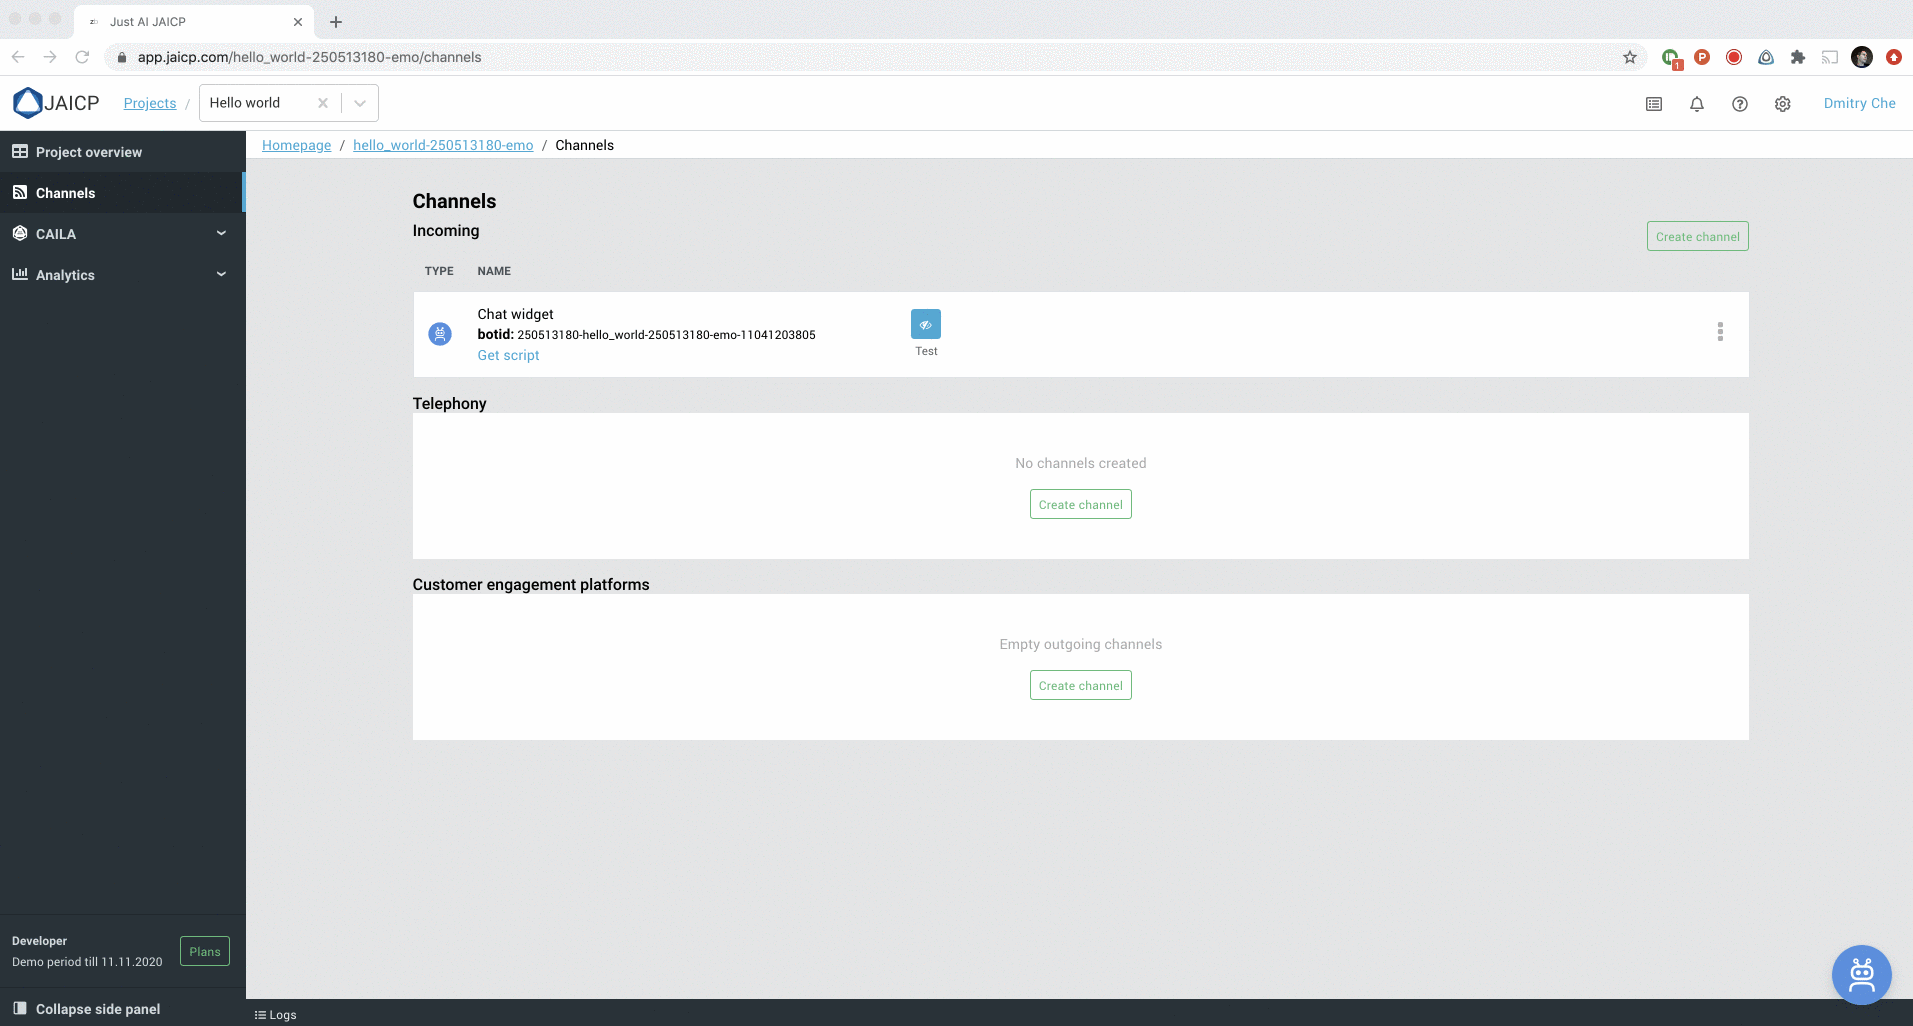 Just AI JAICP
app.jaicp.com/hello_world-250513180-emo/channels
1
JAICP
Projects / Hello world
Dmitry Che
Project overview
Channels
CAILA
Analytics
Homepage / hello_world-250513180-emo / Channels
Channels
Incoming
Create channel
TYPE NAME
Chat widget
botid: 250513180-hello_world-250513180-emo-11041203805
Get script
Test
Telephony
No channels created
Create channel
Customer engagement platforms
Empty outgoing channels
Create channel
Developer
Demo period till 11.11.2020
Plans
Collapse side panel
Logs